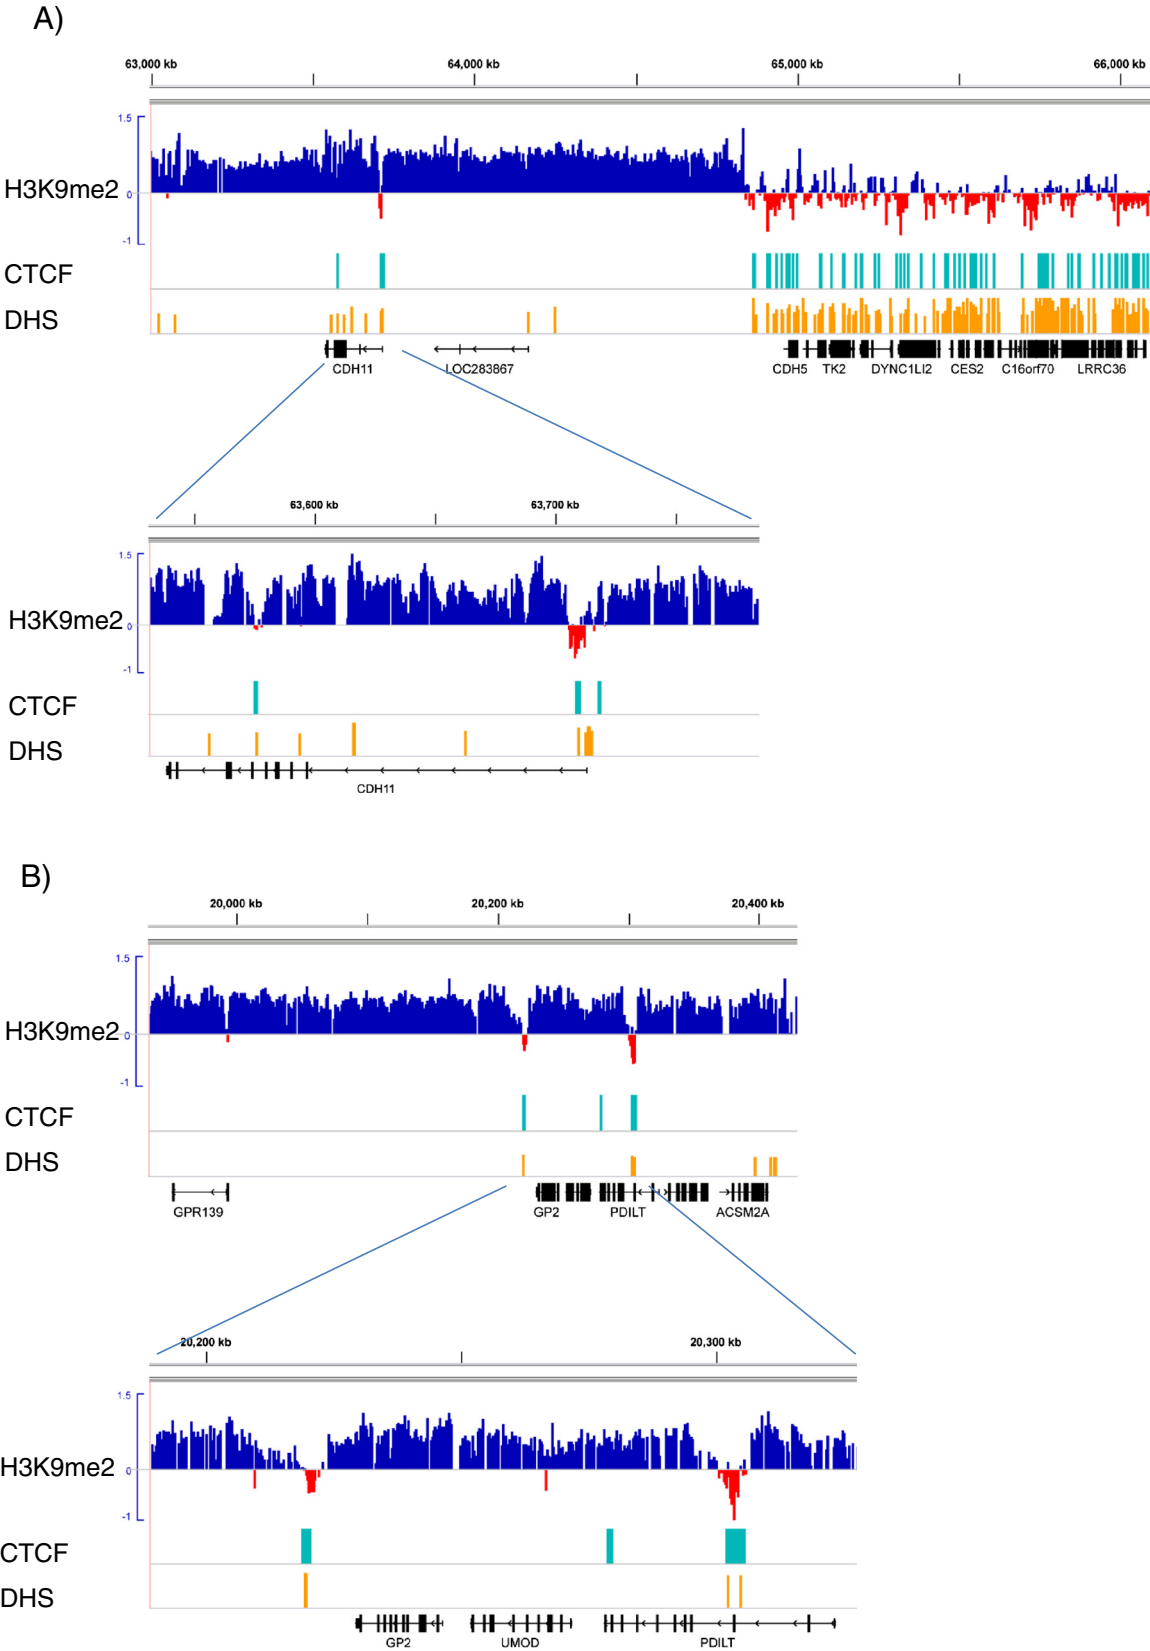 A)
63,000 kb 64,000 kb 65,000 kb 66,000 kb
1.5
H3K9me2
0
-1
CTCF
DHS
CDH11 LOC283867 CDH5 TK2 DYNC1LI2 CES2 C16orf70 LRRC36
63,600 kb 63,700 kb
1.5
H3K9me2
0
-1
CTCF
DHS
CDH11
B)
20,000 kb 20,200 kb 20,400 kb
1.5
H3K9me2
0
-1
CTCF
DHS
GPR139 GP2 PDILT ACSM2A
20,200 kb 20,300 kb
1.5
H3K9me2
0
-1
CTCF
DHS
GP2 UMOD PDILT